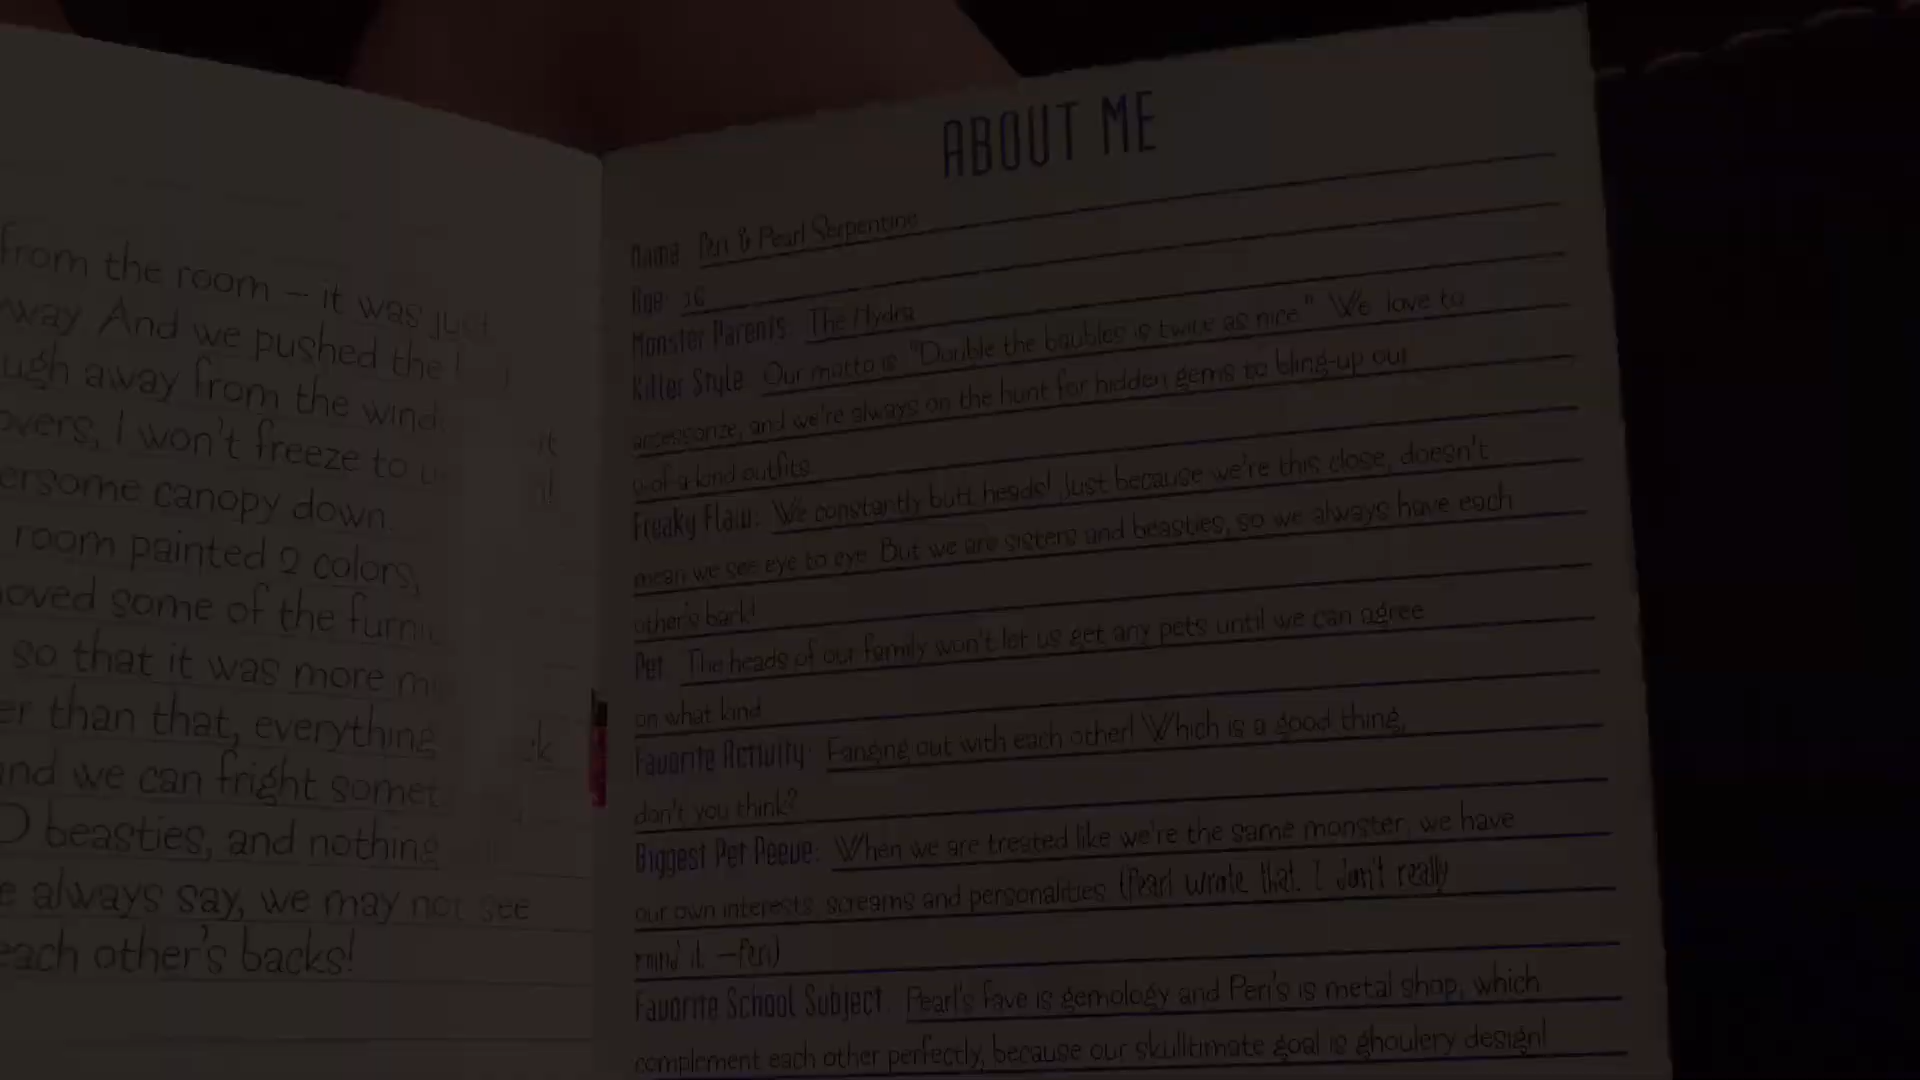 from the room – it was just
way. And we pushed the
ugh away from the wind
overs, I won't freeze to
ersome canopy down.
room painted 2 colors,
oved some of the
so that it was more
er than that, everything
and we can fright
beasties, and nothing
e always say, we may not see
each other's backs!
ABOUT ME
Name: Peri & Pearl Serpentine
Age: 16
Monster Parents: The Hydra
Killer Style: Our motto is: "Double the baubles is twice as nice." We love to
accessorize, and we're always on the hunt for hidden gems to bling-up our
2-of-a-kind outfits.
Freaky Flaw: We constantly butt heads! Just because we're this close, doesn't
mean we see eye to eye. But we are sisters and beasties, so we always have each
other's back!
Pet: The heads of our family won't let us get any pets until we can agree
on what kind.
Favorite Activity: Fanging out with each other! Which is a good thing,
don't you think?
Biggest Pet Peeve: When we are treated like we're the same monster, we have
our own interests, screams and personalities. (Pearl wrote that. I don't really
mind it. –Peri)
Favorite School Subject: Pearl's fave is gemology and Peri's is metal shop, which
complement each other perfectly, because our skulltimate goal is ghoulery design!